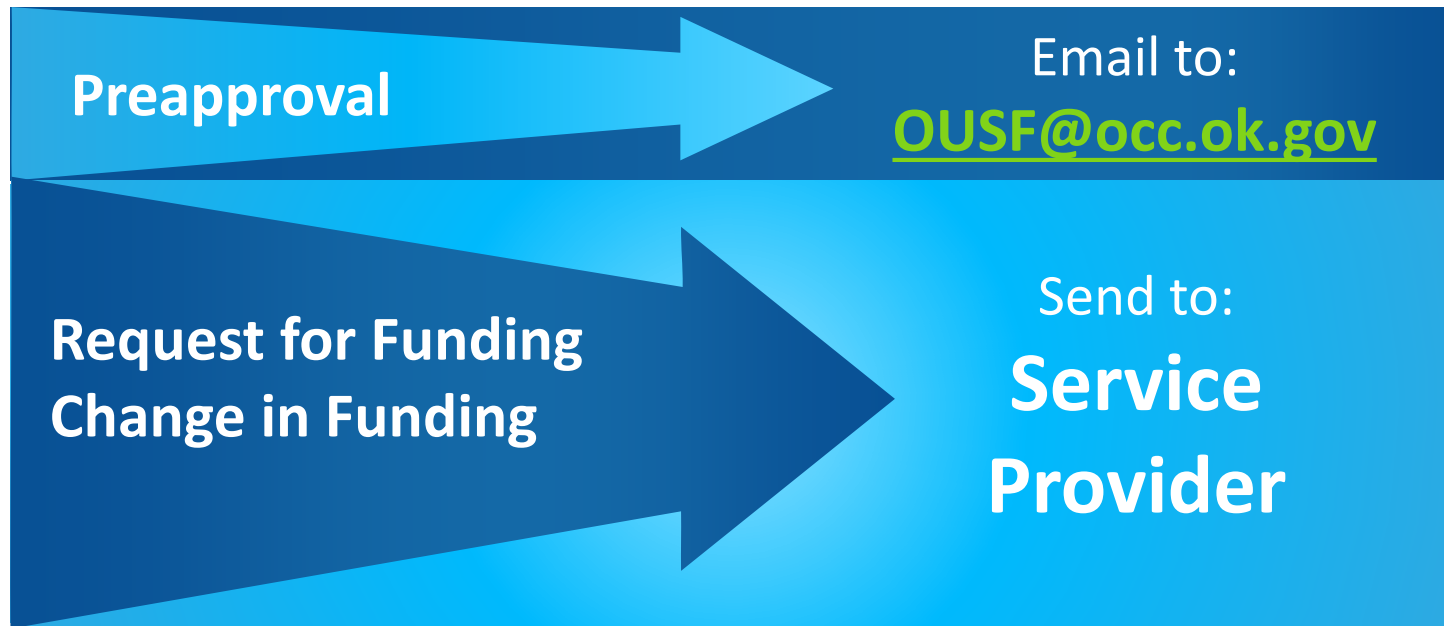 Preapproval
Email to:
OUSF@occ.ok.gov
Request for Funding
Change in Funding
Send to:
Service
Provider